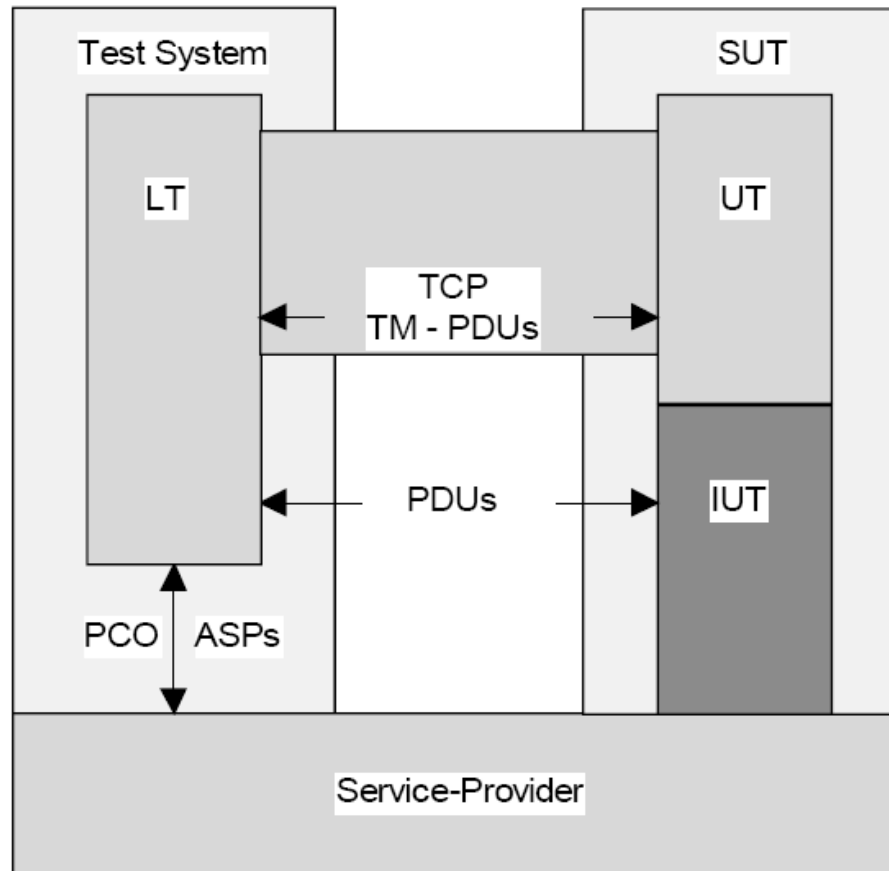 Test System
SUT
LT
UT
TCP
TM - PDUs
PDUs
IUT
PCO
ASPs
Service-Provider